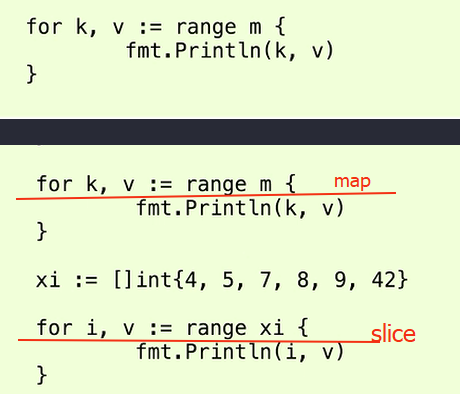 for k, v := range m {
fmt.Println(k, v)
}
for k, v := range m { map
fmt.Println(k, v)
}
xi := []int{4, 5, 7, 8, 9, 42}
for i, v := range xi {
slice
fmt.Println(i, v)
}